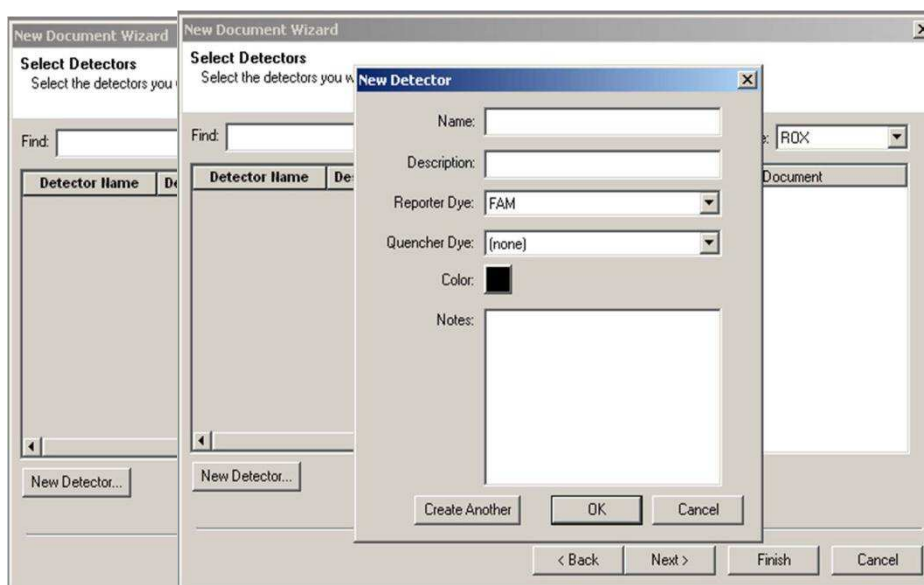 New Document Wizard
Select Detectors
Select the detectors you
Find:
Detector Name De
New Detector...
New Document Wizard
Select Detectors
Select the detectors you w
Find:
Detector Name De
New Detector...
e: ROX
Document
New Detector
Name:
Description:
Reporter Dye: FAM
Quencher Dye: (none)
Color:
Notes:
Create Another OK Cancel
< Back Next > Finish Cancel